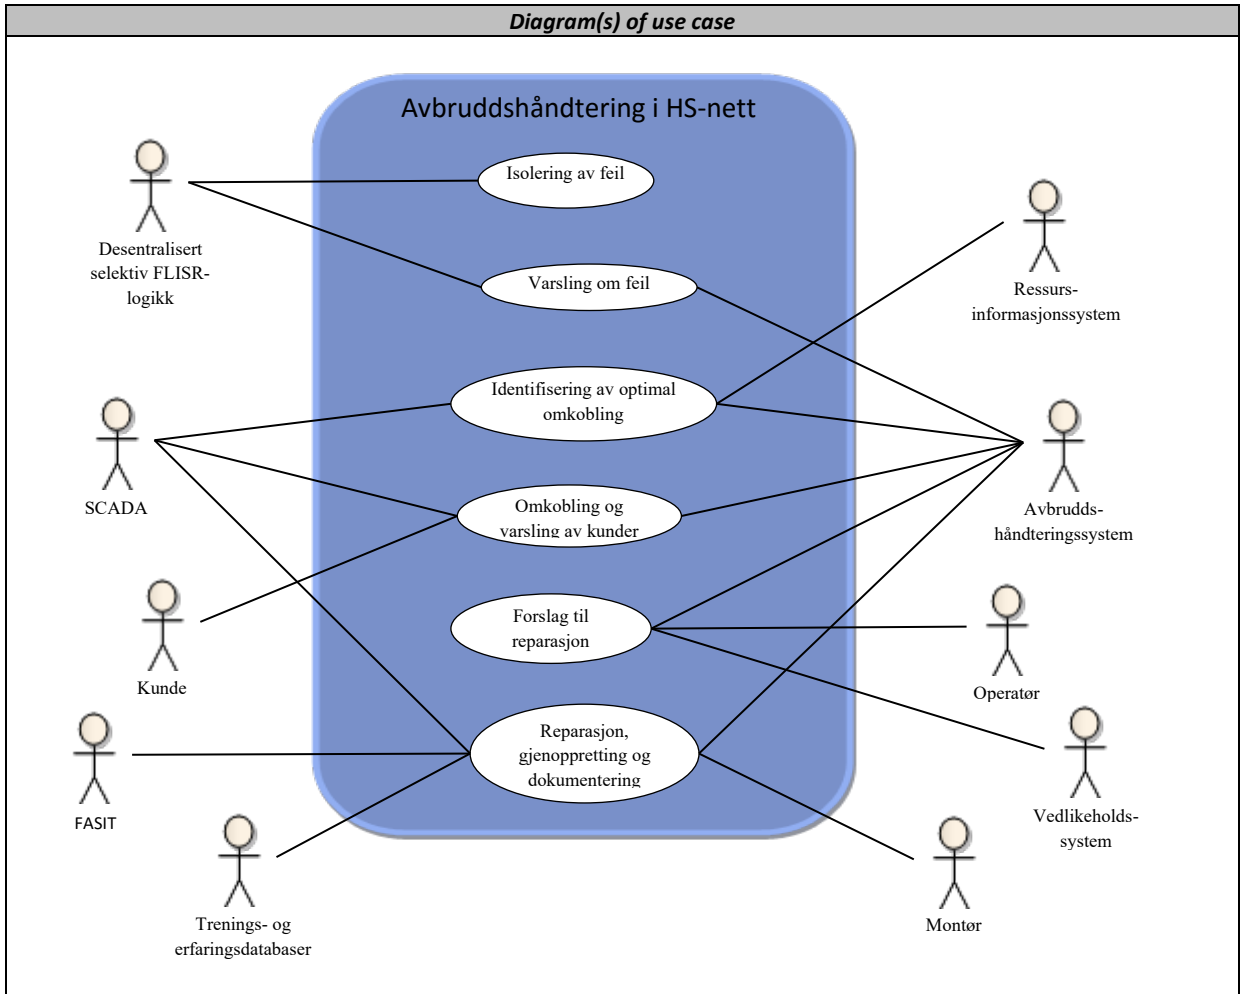 Diagram(s) of use case
Avbruddshåndtering i HS-nett
Isolering av feil
Desentralisert
selektiv FLISR-
logikk
Varsling om feil
Ressurs-
informasjonssystem
Identifisering av optimal
omkobling
SCADA
Omkobling og
varsling av kunder
Avbrudds-
håndteringssystem
Kunde
Forslag til
reparasjon
Operatør
Reparasjon,
gjenoppretting og
dokumentering
FASIT
Vedlikeholds-
system
Trenings- og
erfaringsdatabaser
Montør